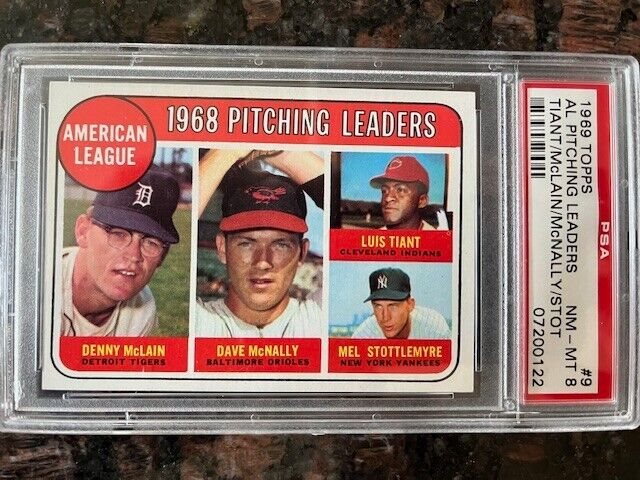 AMERICAN
LEAGUE
1968 PITCHING LEADERS
DENNY McLAIN
DETROIT TIGERS
DAVE McNALLY
BALTIMORE ORIOLES
LUIS TIANT
CLEVELAND INDIANS
MEL STOTTLEMYRE
NEW YORK YANKEES
1969 TOPPS #9
AL PITCHING LEADERS NM - MT 8
TIANT/McLAIN/McNALLY/STOT
07200122
PSA